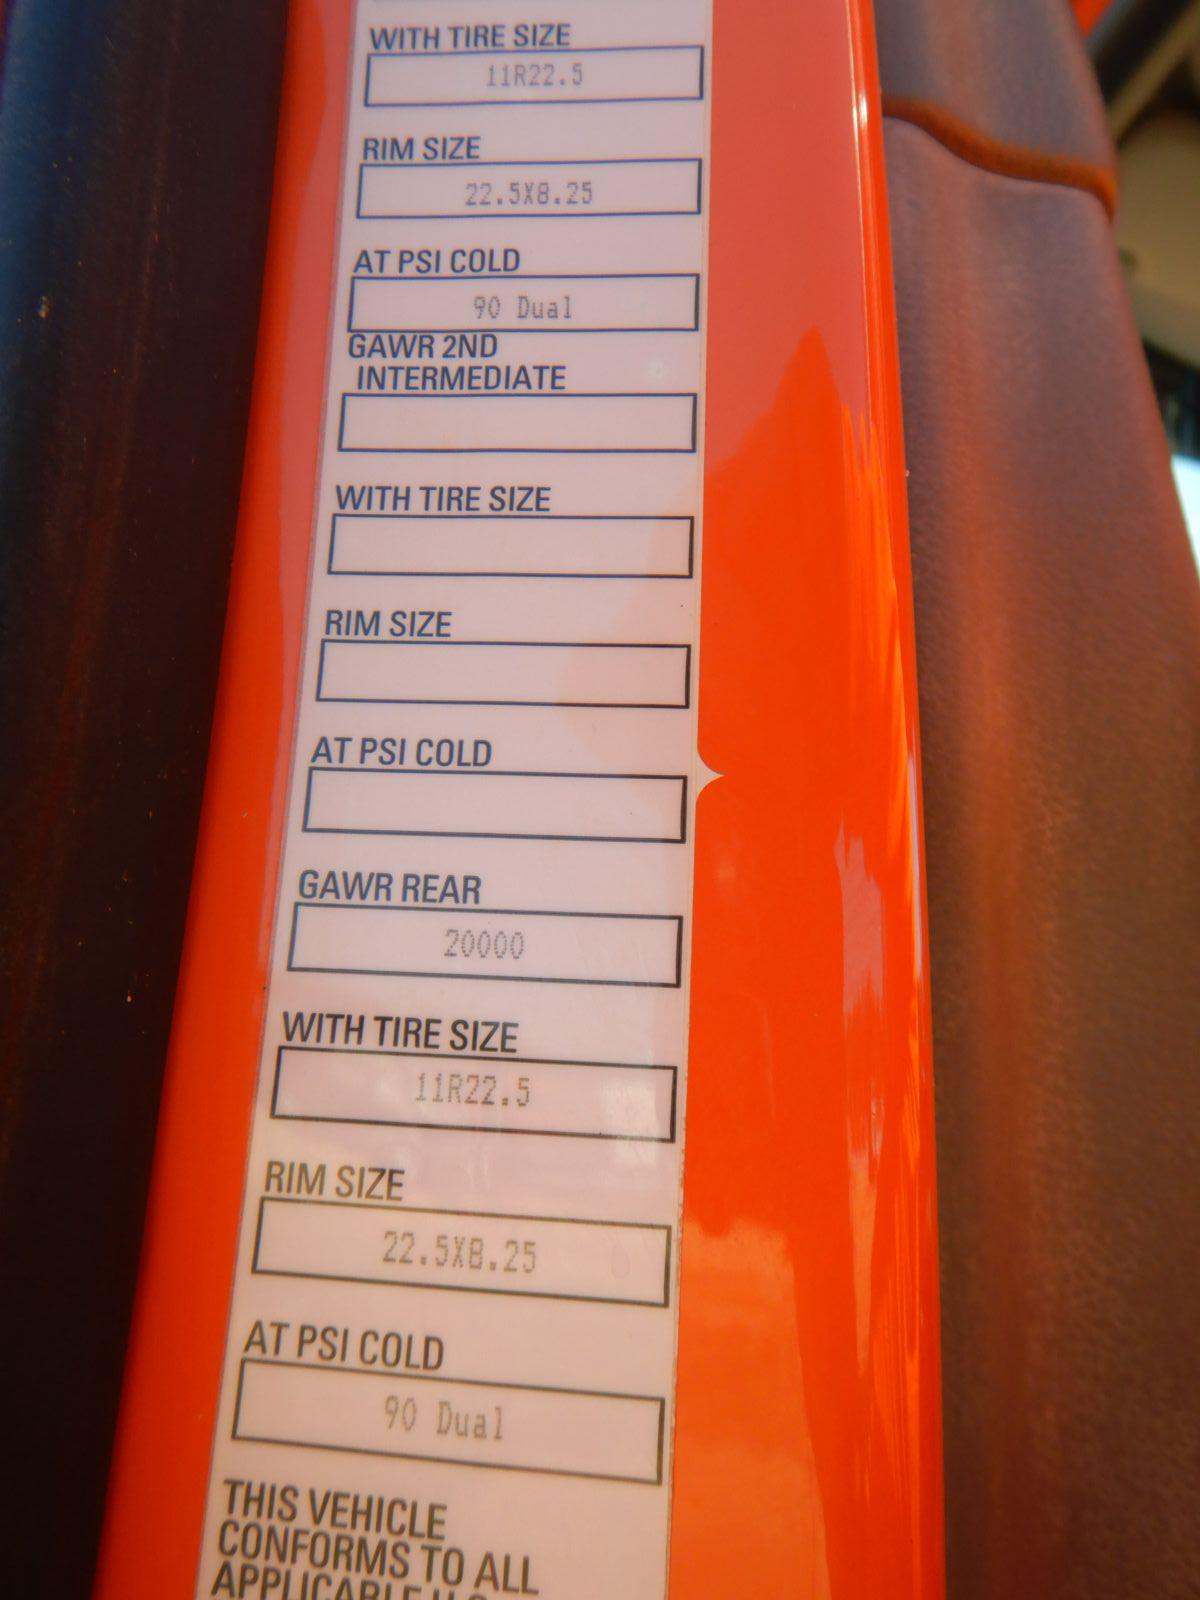 WITH TIRE SIZE
11R22.5
RIM SIZE
22.5X8.25
AT PSI COLD
90 Dual
GAWR 2ND
INTERMEDIATE
WITH TIRE SIZE
RIM SIZE
AT PSI COLD
GAWR REAR
20000
WITH TIRE SIZE
11R22.5
RIM SIZE
22.5X8.25
AT PSI COLD
90 Dual
THIS VEHICLE
CONFORMS TO ALL
APPLICABLE U.S.